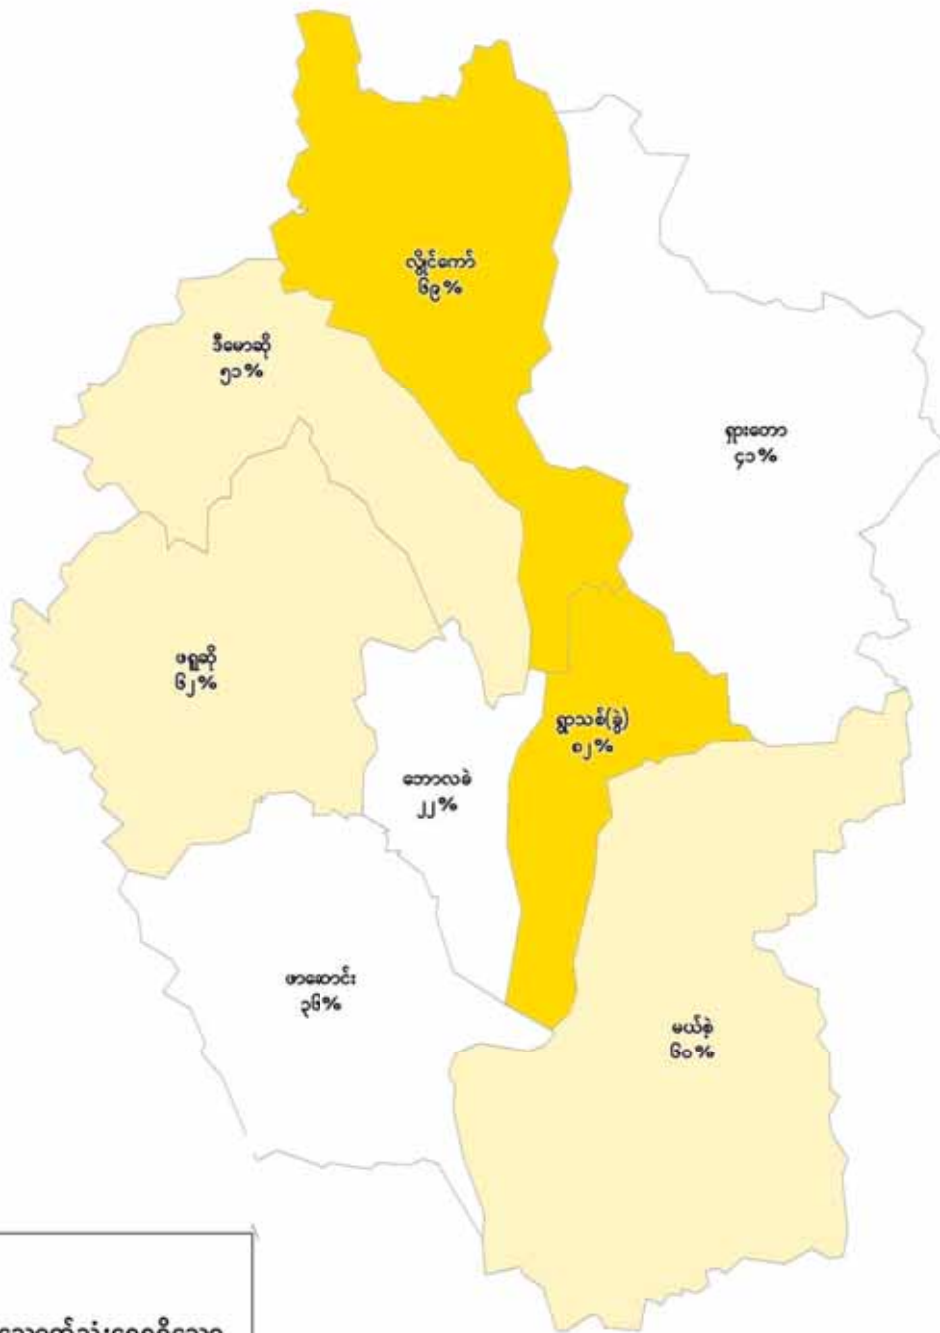 လွိုင်ကော်
၆၉%
ဒီမောဆို
၅၁%
ရှားတော
၄၁%
ဖရူဆို
၆၂%
ရွာသစ်(ခွဲ)
၈၂%
ဘောလခဲ
၂၂%
ဖာဆောင်း
၃၆%
မယ်စဲ့
၆၀%